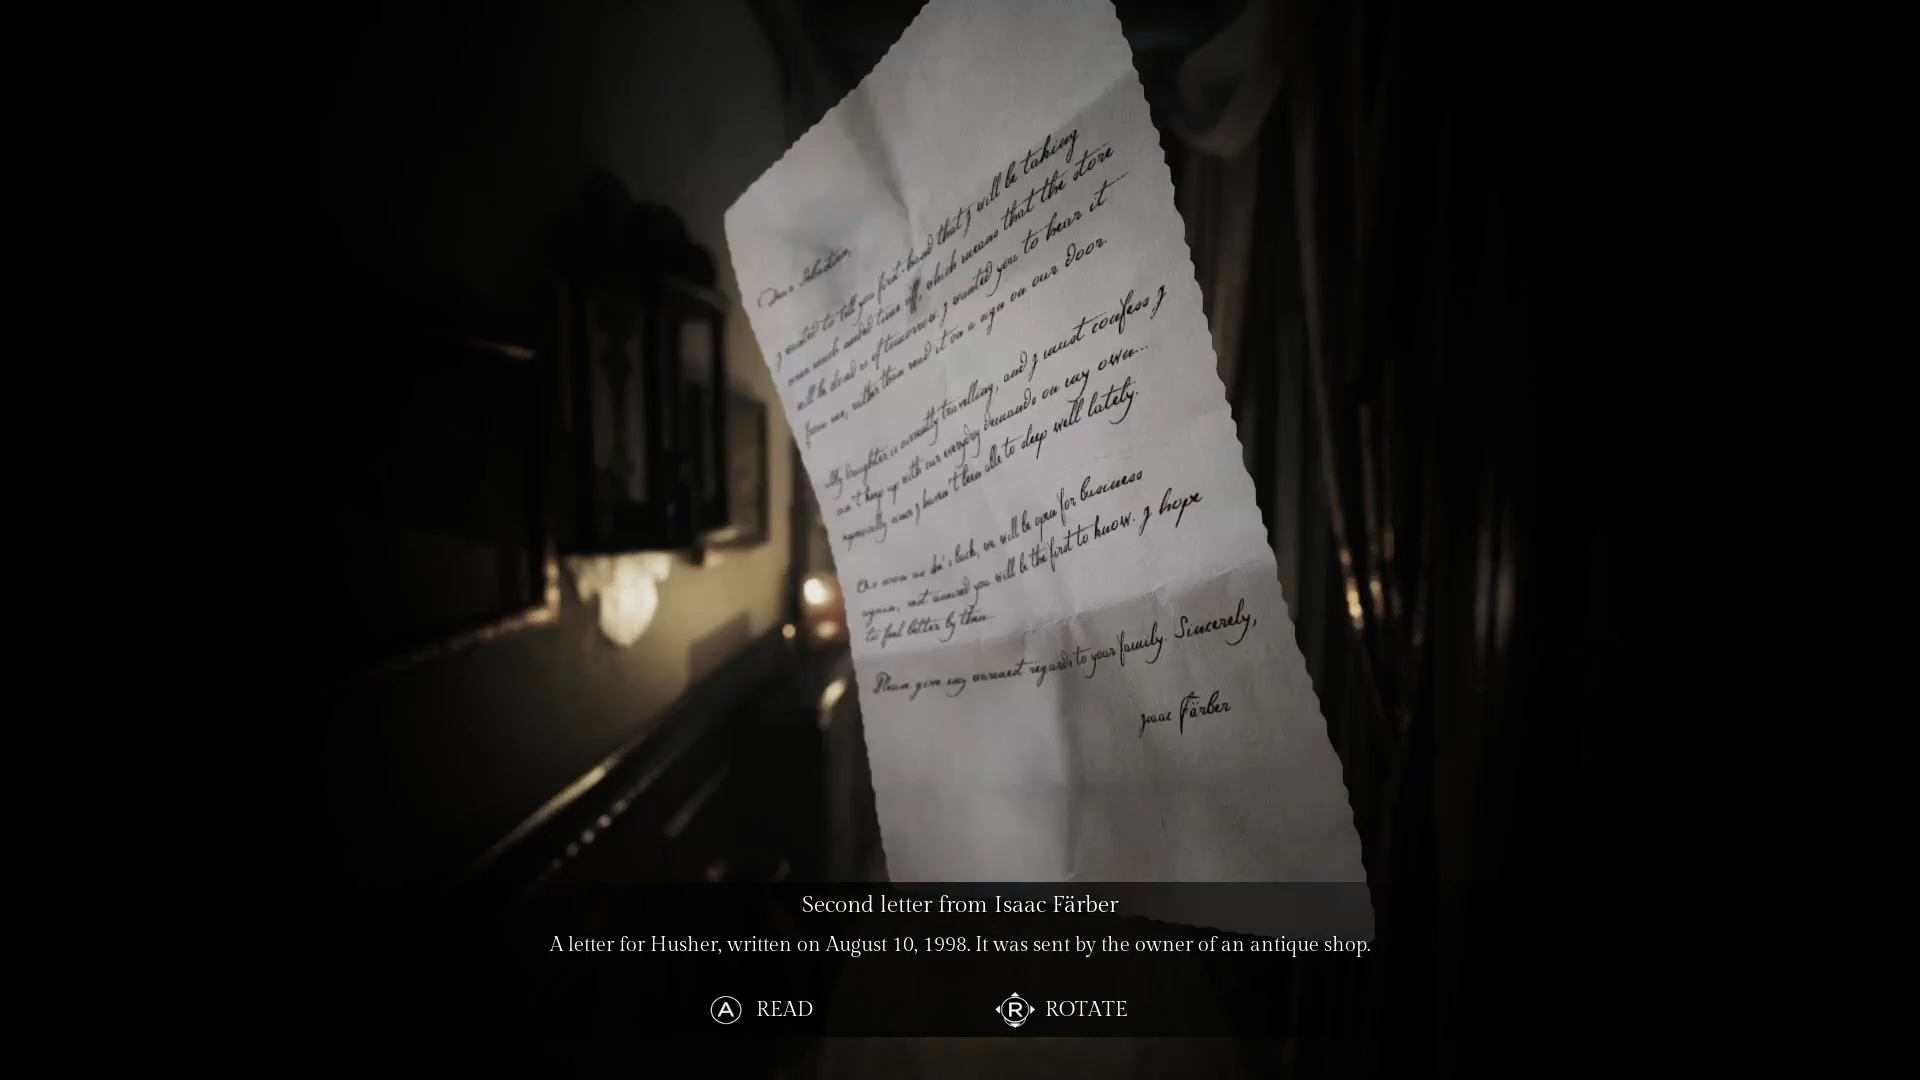 Dear Sebastian,
I wanted to tell you first-hand that I will be taking
some much needed time off, which means that the store
will be closed as of tomorrow. I wanted you to hear it
from me, rather than read it on a sign on our door.
My daughter is currently travelling, and I must confess I
can't keep up with our everyday demands on my own...
especially since I haven't been able to sleep well lately.
As soon as she's back, we will be open for business
again, rest assured you will be the first to know. I hope
to feel better by then.
Please give my warmest regards to your family. Sincerely,
Isaac Färber
Second letter from Isaac Färber
A letter for Husher, written on August 10, 1998. It was sent by the owner of an antique shop.
A READ R ROTATE